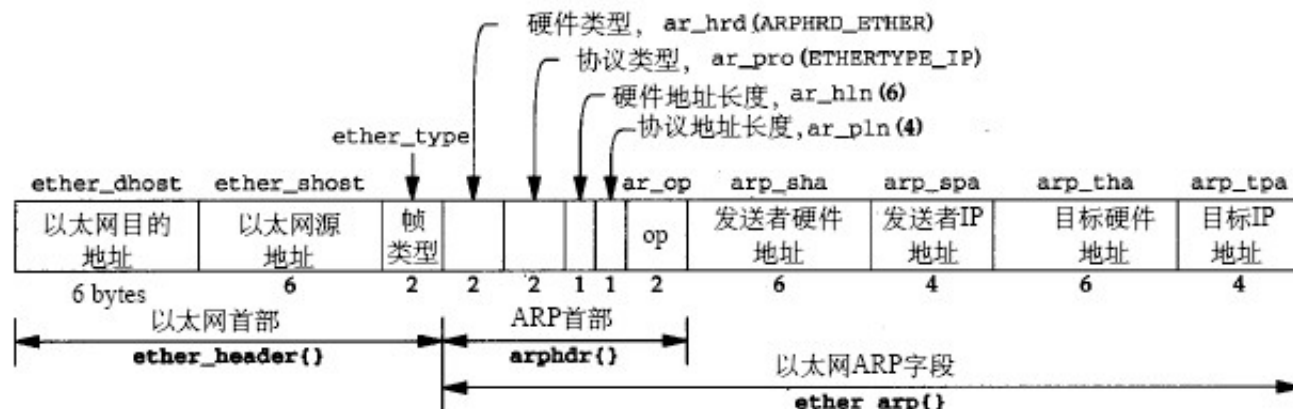 硬件类型, ar_hrd(ARPHRD_ETHER)
协议类型, ar_pro(ETHERTYPE_IP)
硬件地址长度, ar_hln(6)
协议地址长度,ar_pln(4)
ether_type
ether_dhost ether_shost ar_op arp_sha arp_spa arp_tha arp_tpa
以太网目的 以太网源 帧 op 发送者硬件 发送者IP 目标硬件 目标IP
地址 地址 类型 地址 地址 地址 地址
6 bytes 6 2 2 2 1 1 2 6 4 6 4
以太网首部 ARP首部
ether_header{} arphdr{}
以太网ARP字段
ether_arp{}